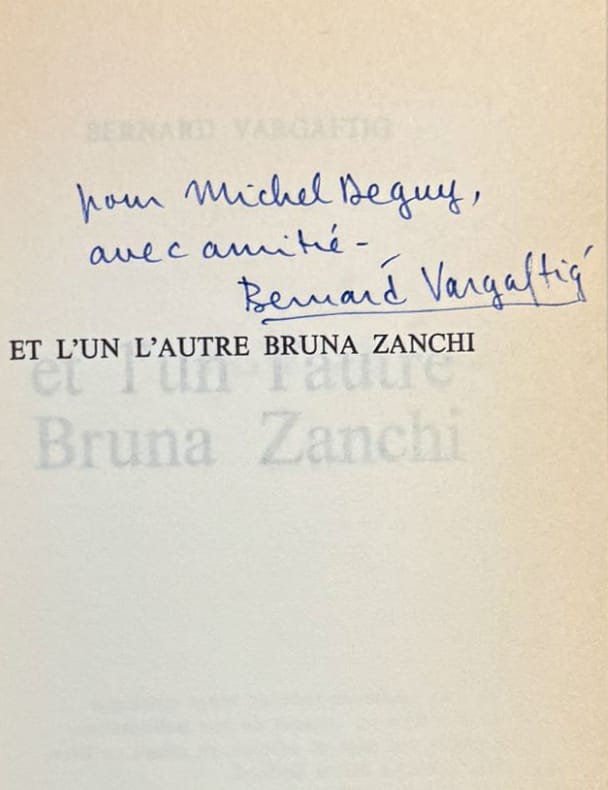 BERNARD VARGAFTIG
pour Michel Deguy,
avec amitié -
Bernard Vargaftig
ET L'UN L'AUTRE BRUNA ZANCHI
et l'un l'autre
Bruna Zanchi